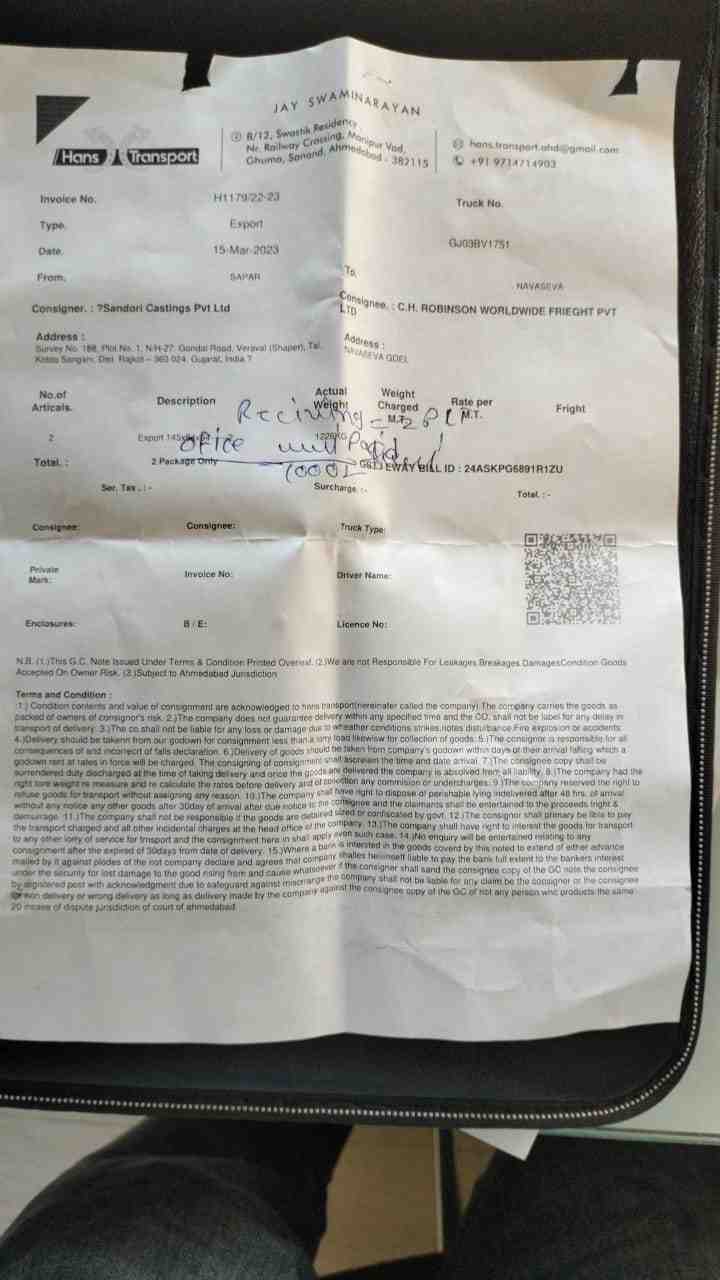 JAY SWAMINARAYAN
Hans Transport
R/12, Swastik Residency
Nr. Railway Crossing, Manipur Vad,
Ghuma, Sanand, Ahmedabad - 382115
hans.transport.ahd@gmail.com
+91 9714714903
Invoice No. H1179/22-23 Truck No.
Type. Export
GJ03BV1751
Date. 15-Mar-2023
From. SAPAR To. NAVASEVA
Consigner. : ?Sandori Castings Pvt Ltd
Consignee. : C.H. ROBINSON WORLDWIDE FRIEGHT PVT
LTD
Address :
Survey No. 188, Plot No. 1, N/H-27, Gondal Road, Veraval (Shaper), Tal.
Kotda Sangani, Dist. Rajkot – 360 024. Gujarat, India ?
Address :
NAVASEVA GDEL
No.of Articals. Description Actual Weight Weight Charged M.T. Rate per M.T. Fright
Reciving = 2 PLT
2 Export 1226KG
ofice Paid
Total. : 2 Package Only GST EWAY BILL ID : 24ASKPG6891R1ZU
Ser. Tax . : - Surcharge. : - Total. : -
Consignee: Consignee: Truck Type:
Private Mark: Invoice No: Driver Name:
Enclosures: B / E: Licence No:
N.B. (1.)This G.C. Note Issued Under Terms & Condition Printed Overleaf. (2.)We are not Responsible For Leakages,Breakages,DamagesCondition Goods
Accepted On Owner Risk. (3.)Subject to Ahmedabad Jurisdiction
Terms and Condition :
1.) Condition contents and value of consignment are acknowledged to hans transport(hereinater called the company).The company carries the goods as
packed of owners of consignor's risk. 2.)The company does not guarantee delivery within any specified time and the CO. shall not be label for any delay in
transport of delivery. 3.)The co.shall not be liable for any loss or damage due to wheather conditions strikes,notes disturbance.Fire explosion or accidents.
4.)Delivery should be takenn from our godown for consignment less than a lorry load likewise for collection of goods. 5.)The consignor is responsible for all
consequences of and incorrect of falls declaration. 6.)Delivery of goods should be taken from company's godown within days of their arrival falling which a
godown rent at rates in force will be charged. The consigning of consignment shall ascretain the time and date arrival. 7.)The consignee copy shall be
surrendered duty discharged at the time of taking delivery and once the goods are delivered the company is absolved from all liability. 8.)The company had the
right tore weight re measure and re calculate the rates before delivery and of conviction any commision or undercharges. 9.)The company reserved the right to
refuse goods for transport without assigning any reason. 10.)The company shall have right to dispose of perishable lying indelivered after 48 hrs. of arrival
without any notice any other goods after 30day of arrival after due notice to the consignee and the claimants shall be entertained to the proceeds fright &
demurrage. 11.)The company shall not be responsible if the goods are detained or confiscated by govt. 12.)The consignor shall primary be lible to pay
the transport charged and all other incidental charges at the head office of the company. 13.)The company shall have right to interest the goods for transport
to any other lorry of service for trnsport and the consignment here in shall apply even such case. 14.)No enquiry will be entertained relating to any
consignment after the expired of 30days from date of delivery. 15.)Where a bank is intersted in the goods coverd by this noted to extend of either advance
mailed by it against plodes of the not company declare and agrees that company shalles heiinself liable to pay the bank full extent to the bankers interest
under the security for lost damage to the good rising from and cause whatsoever if the consigner shall sand the consignee copy of the GC note the consignee
by registered post with acknowledgment due to safeguard against miscrrange the company shall not be liable for any claim be the consignor or the consignee
for non delivery or wrong delivery as long as delivery made by the company against the consignee copy of the GC of not any person who products the same.
20 incase of dispute jurisdiction of court of ahmedabad